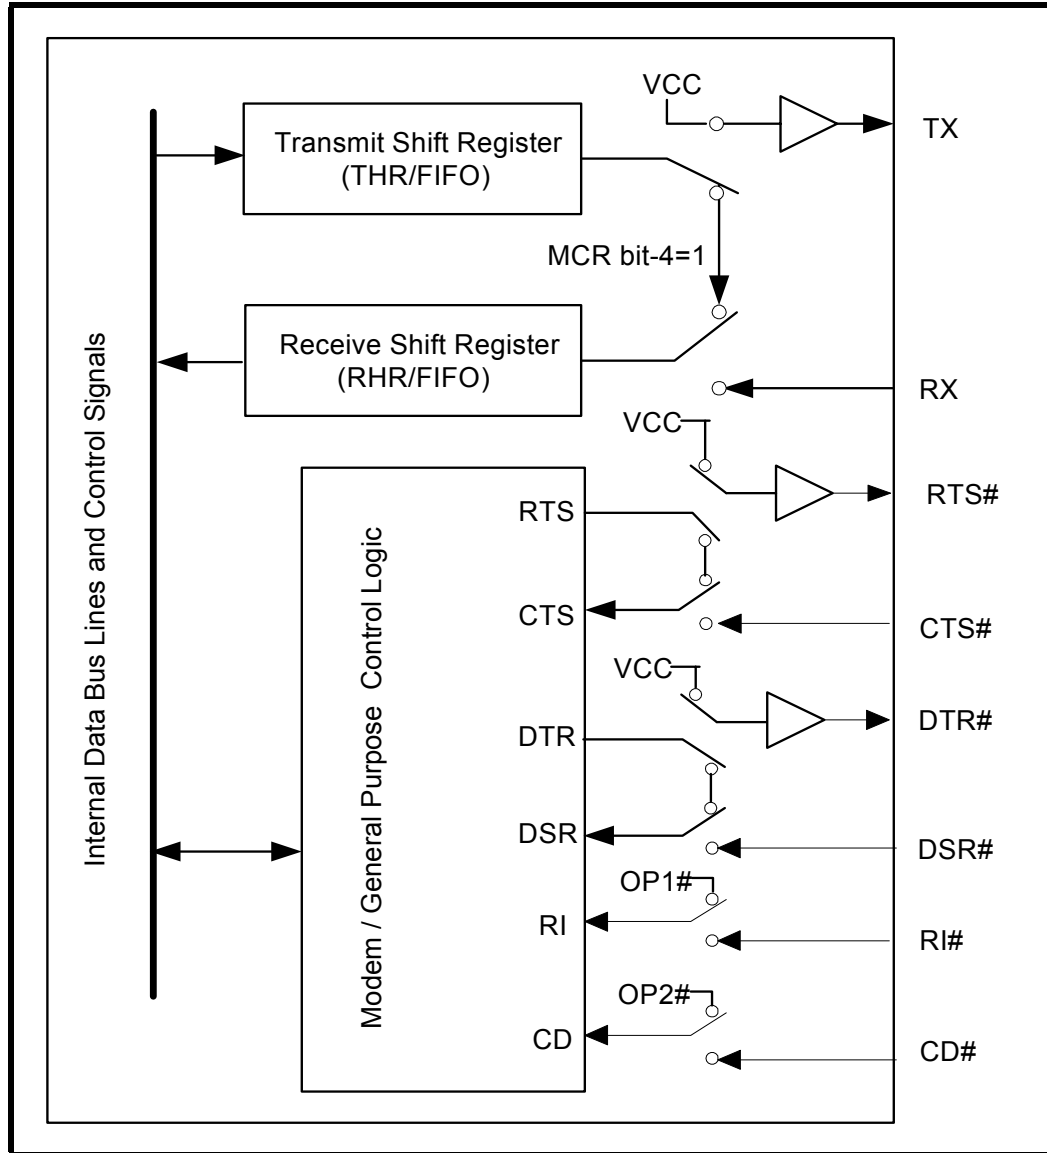 VCC
TX
Transmit Shift Register
(THR/FIFO)
MCR bit-4=1
Receive Shift Register
(RHR/FIFO)
RX
VCC
RTS#
RTS
CTS
CTS#
VCC
DTR#
DTR
DSR
DSR#
OP1#
RI
RI#
OP2#
CD
CD#
Internal Data Bus Lines and Control Signals
Modem / General Purpose Control Logic